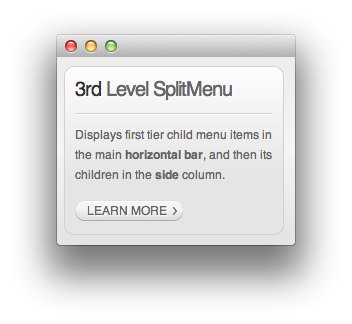 3rd Level SplitMenu
Displays first tier child menu items in
the main horizontal bar, and then its
children in the side column.
LEARN MORE